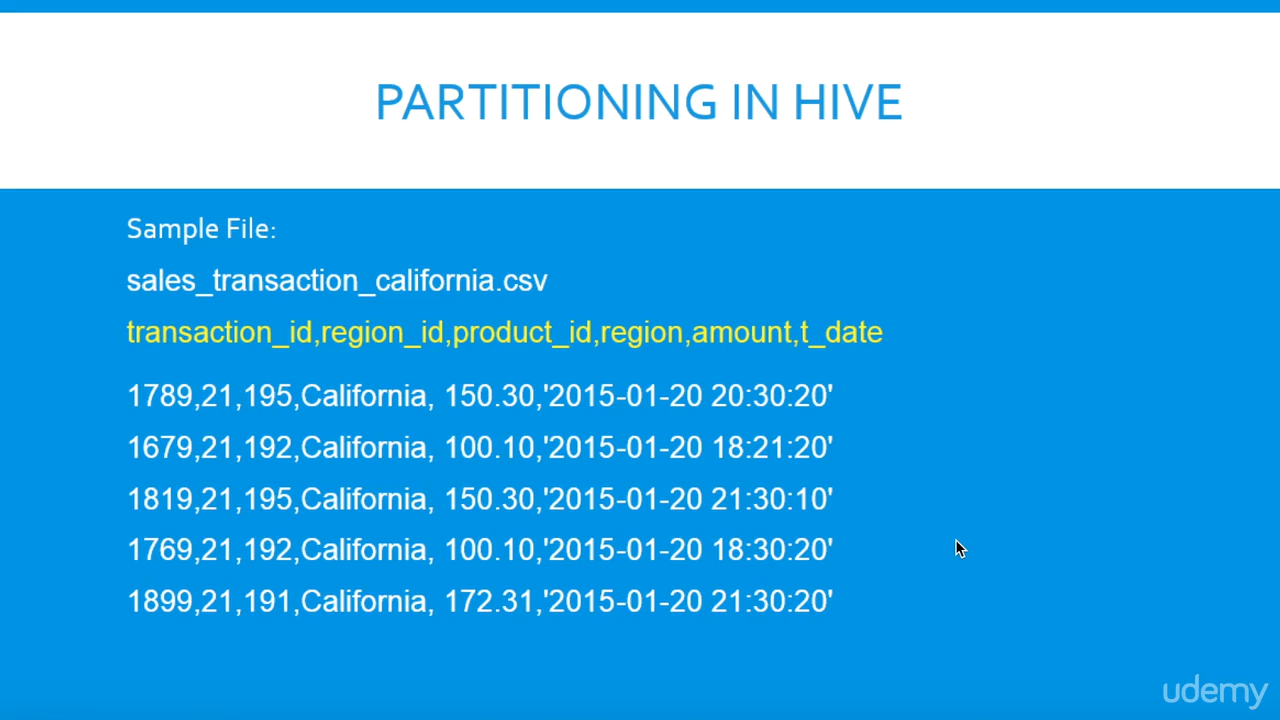 PARTITIONING IN HIVE
Sample File:
sales_transaction_california.csv
transaction_id,region_id,product_id,region,amount,t_date
1789,21,195,California, 150.30,'2015-01-20 20:30:20'
1679,21,192,California, 100.10,'2015-01-20 18:21:20'
1819,21,195,California, 150.30,'2015-01-20 21:30:10'
1769,21,192,California, 100.10,'2015-01-20 18:30:20'
1899,21,191,California, 172.31,'2015-01-20 21:30:20'
udemy